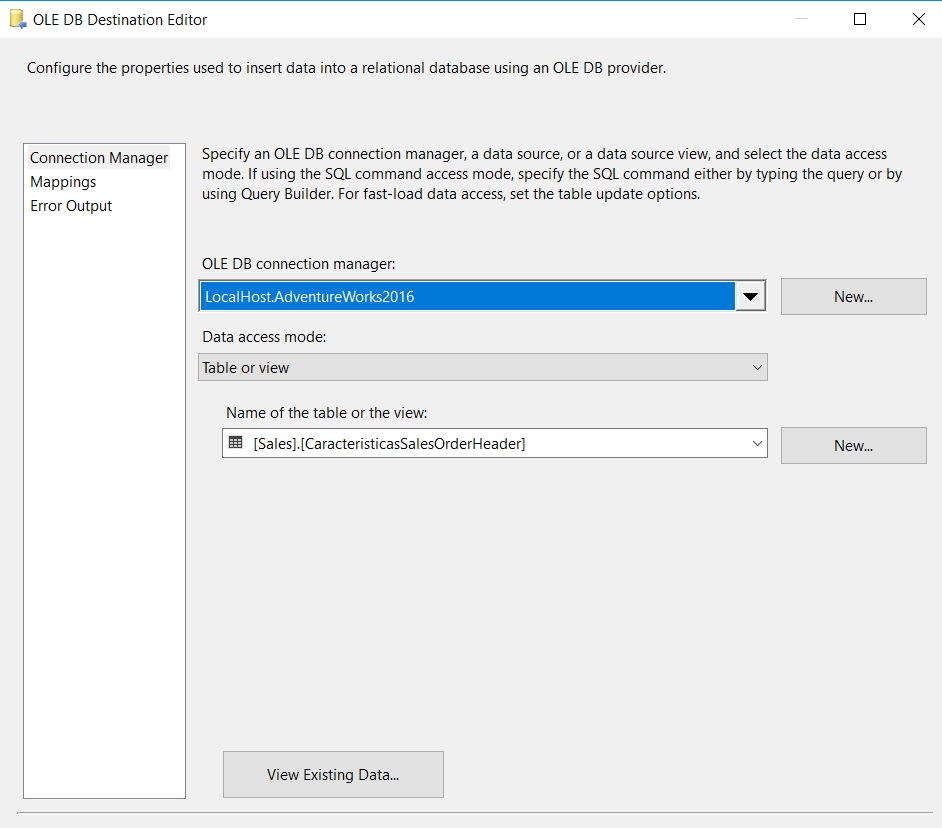 OLE DB Destination Editor
Configure the properties used to insert data into a relational database using an OLE DB provider.
Connection Manager
Mappings
Error Output
Specify an OLE DB connection manager, a data source, or a data source view, and select the data access
mode. If using the SQL command access mode, specify the SQL command either by typing the query or by
using Query Builder. For fast-load data access, set the table update options.
OLE DB connection manager:
LocalHost.AdventureWorks2016
New...
Data access mode:
Table or view
Name of the table or the view:
[Sales].[CaracteristicasSalesOrderHeader]
New...
View Existing Data...